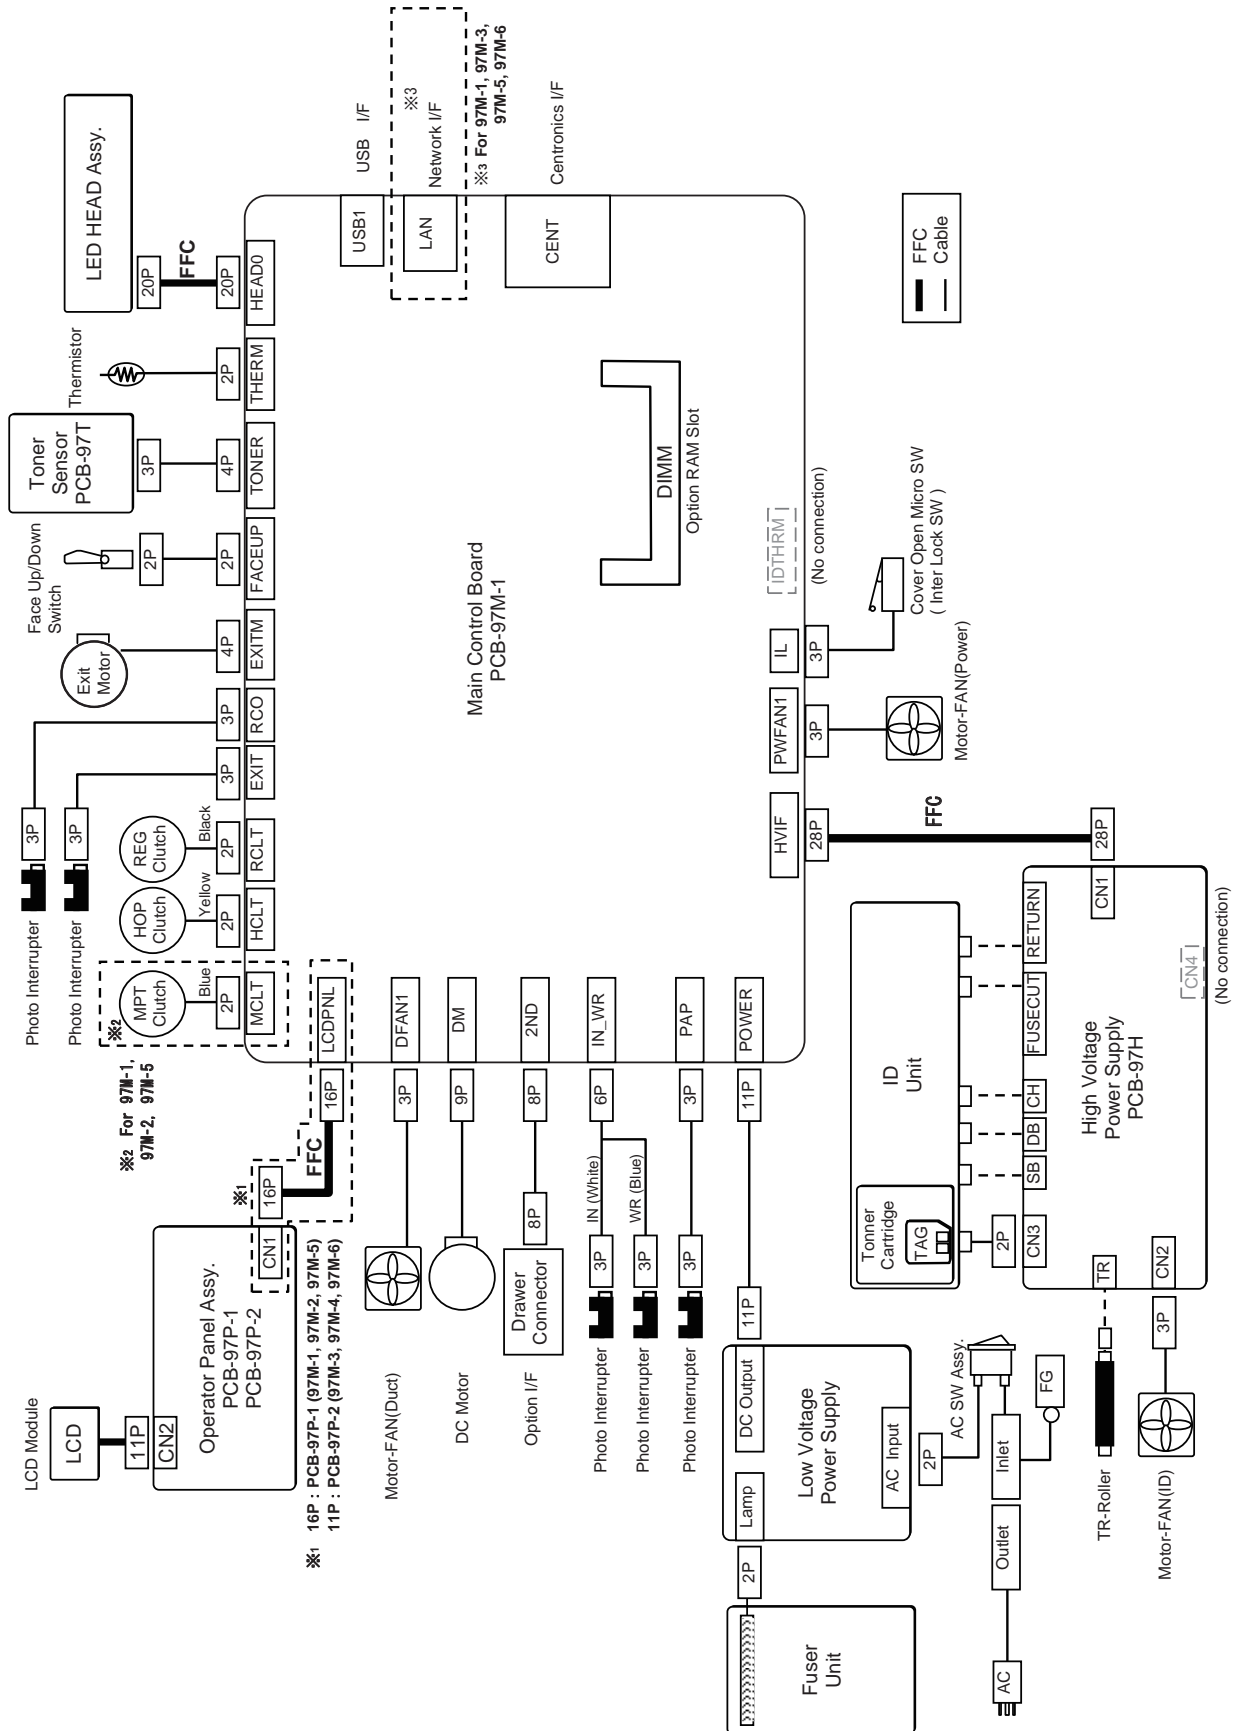 LED HEAD Assy.
20P
FFC
20P
HEAD0
Thermistor
2P
THERM
Toner
Sensor
PCB-97T
3P
4P
TONER
Face Up/Down
Switch
2P
2P
FACEUP
Exit
Motor
4P
EXITM
3P
RCO
3P
EXIT
Photo Interrupter
3P
Photo Interrupter
3P
REG
Clutch
Black
2P
RCLT
HOP
Clutch
Yellow
2P
HCLT
※2
MPT
Clutch
Blue
2P
MCLT
※2 For 97M-1,
97M-2, 97M-5
USB1
USB I/F
LAN
※3
Network I/F
※3 For 97M-1, 97M-3,
97M-5, 97M-6
CENT
Centronics I/F
FFC
Cable
Main Control Board
PCB-97M-1
DIMM
Option RAM Slot
IDTHRM
(No connection)
IL
3P
Cover Open Micro SW
( Inter Lock SW )
PWFAN1
3P
Motor-FAN(Power)
HVIF
28P
FFC
28P
CN1
LCD Module
LCD
11P
CN2
Operator Panel Assy.
PCB-97P-1
PCB-97P-2
CN1
※1
16P
FFC
16P
LCDPNL
※1 16P : PCB-97P-1 (97M-1, 97M-2, 97M-5)
11P : PCB-97P-2 (97M-3, 97M-4, 97M-6)
DFAN1
3P
Motor-FAN(Duct)
DM
9P
DC Motor
2ND
8P
8P
Drawer
Connector
Option I/F
IN_WR
6P
IN (White)
3P
Photo Interrupter
WR (Blue)
3P
Photo Interrupter
PAP
3P
3P
Photo Interrupter
POWER
11P
11P
DC Output
Lamp
Low Voltage
Power Supply
AC Input
2P
2P
Fuser
Unit
AC SW Assy.
Inlet
FG
Outlet
AC
ID
Unit
Tonner
Cartridge
TAG
2P
CN3
SB
DB
CH
FUSECUT
RETURN
High Voltage
Power Supply
PCB-97H
CN4
(No connection)
TR
TR-Roller
CN2
3P
Motor-FAN(ID)